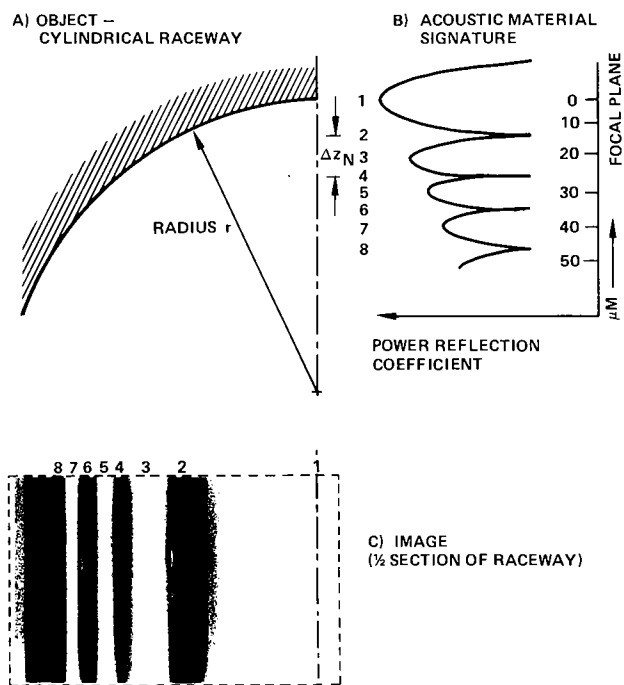 A) OBJECT –
CYLINDRICAL RACEWAY
B) ACOUSTIC MATERIAL
SIGNATURE
1
2
3
4
5
6
7
8
ΔzN
RADIUS r
0
10
20
30
40
50
FOCAL PLANE
μM
POWER REFLECTION
COEFFICIENT
8 7 6 5 4 3 2 1
C) IMAGE
(½ SECTION OF RACEWAY)